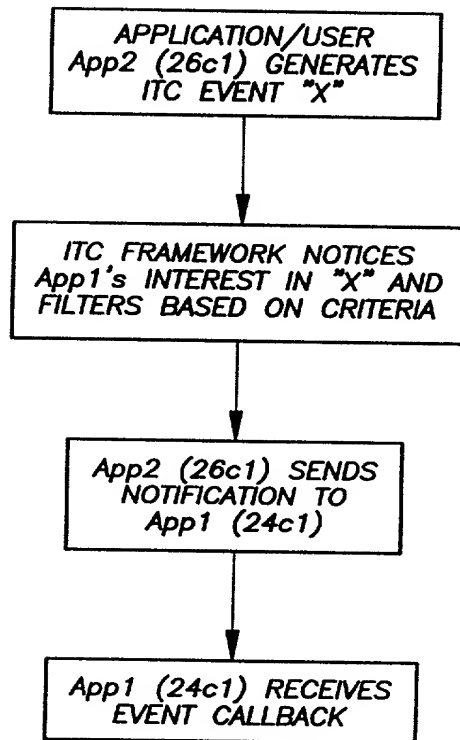 APPLICATION/USER
App2 (26c1) GENERATES
ITC EVENT "X"
ITC FRAMEWORK NOTICES
App1's INTEREST IN "X" AND
FILTERS BASED ON CRITERIA
App2 (26c1) SENDS
NOTIFICATION TO
App1 (24c1)
App1 (24c1) RECEIVES
EVENT CALLBACK